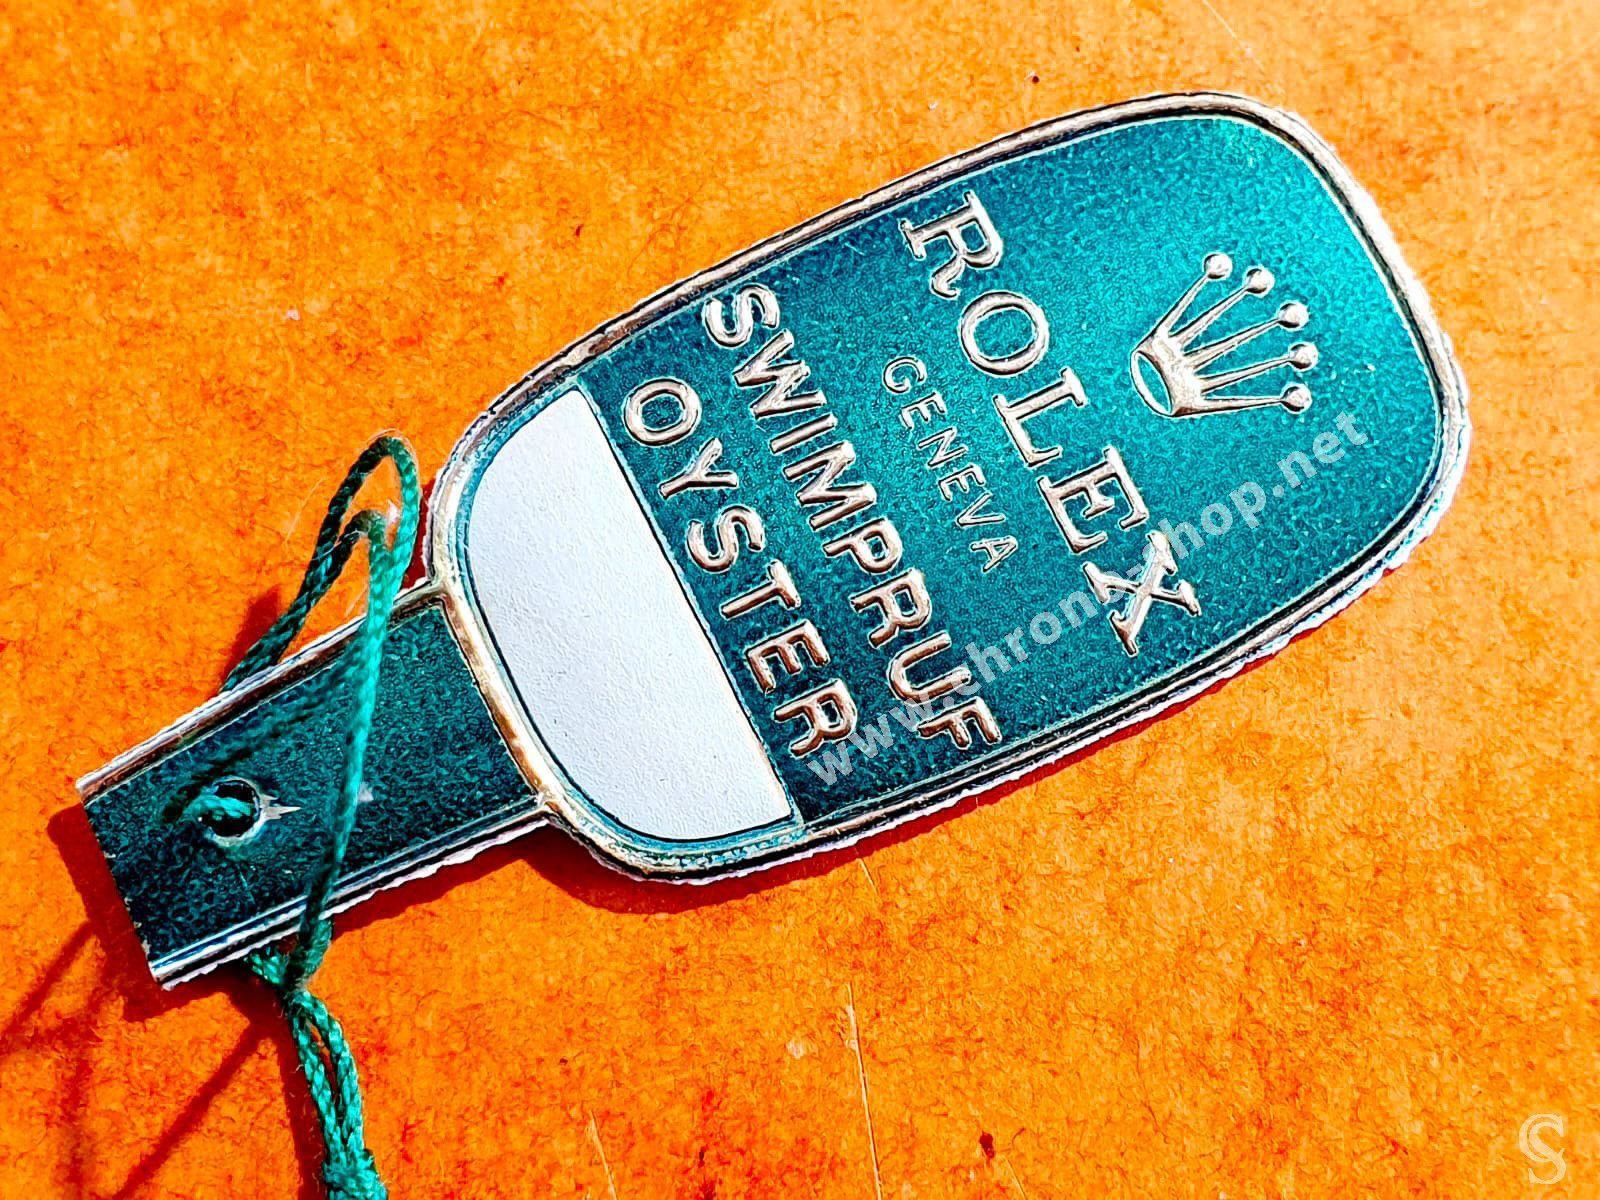 ROLEX
GENEVA
SWIMPRUF
OYSTER
www.chrono-shop.net
S